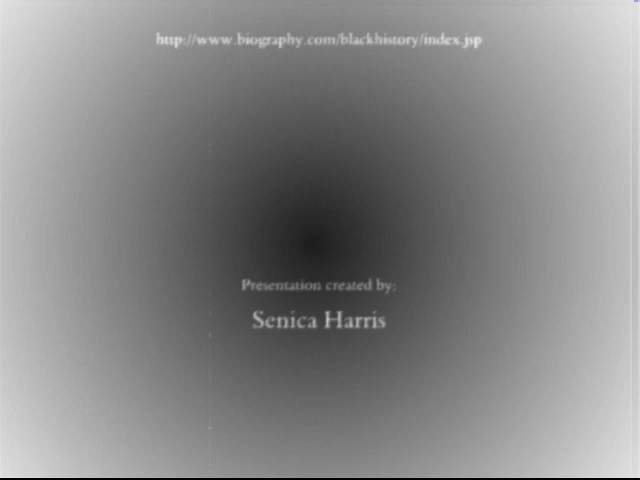 http://www.biography.com/blackhistory/index.jsp
Presentation created by:
Senica Harris